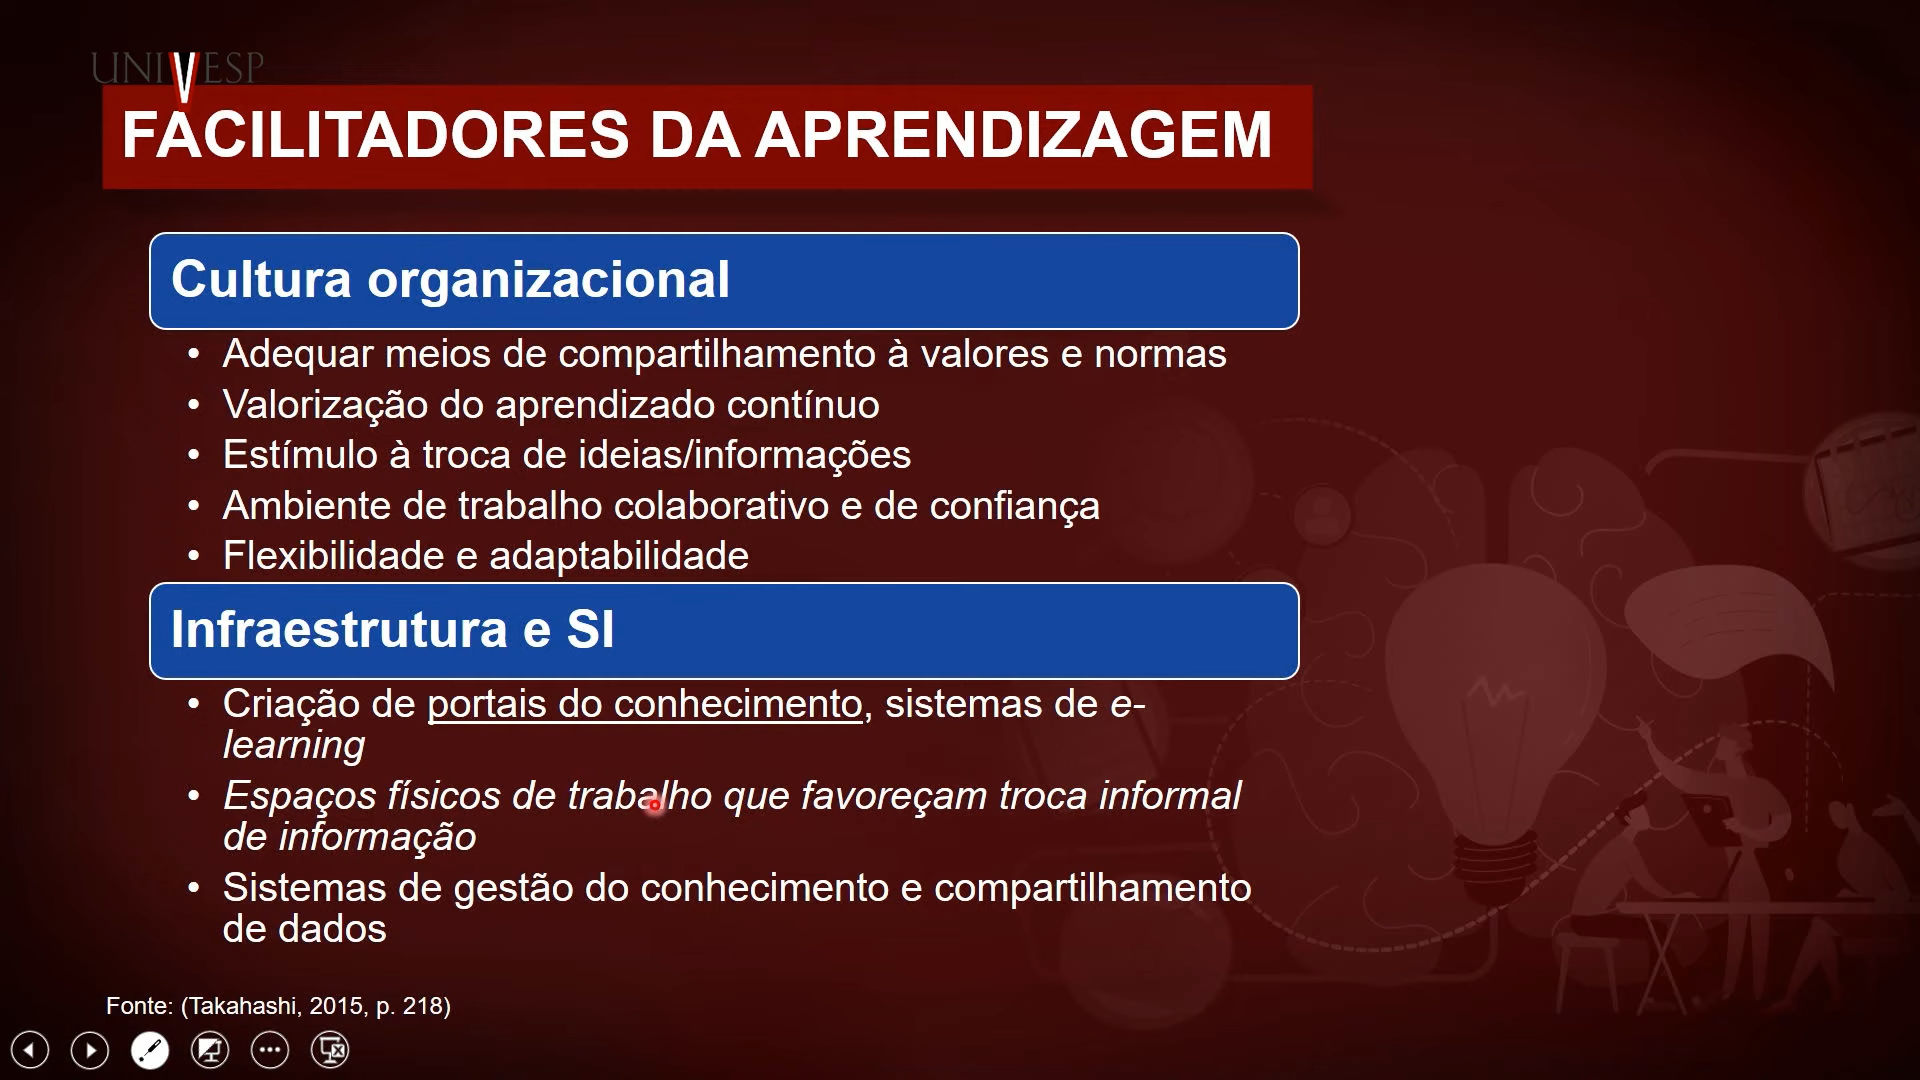 UNIVESP
FACILITADORES DA APRENDIZAGEM
Cultura organizacional
• Adequar meios de compartilhamento à valores e normas
• Valorização do aprendizado contínuo
• Estímulo à troca de ideias/informações
• Ambiente de trabalho colaborativo e de confiança
• Flexibilidade e adaptabilidade
Infraestrutura e SI
• Criação de portais do conhecimento, sistemas de e-
learning
• Espaços físicos de trabalho que favoreçam troca informal
de informação
• Sistemas de gestão do conhecimento e compartilhamento
de dados
Fonte: (Takahashi, 2015, p. 218)